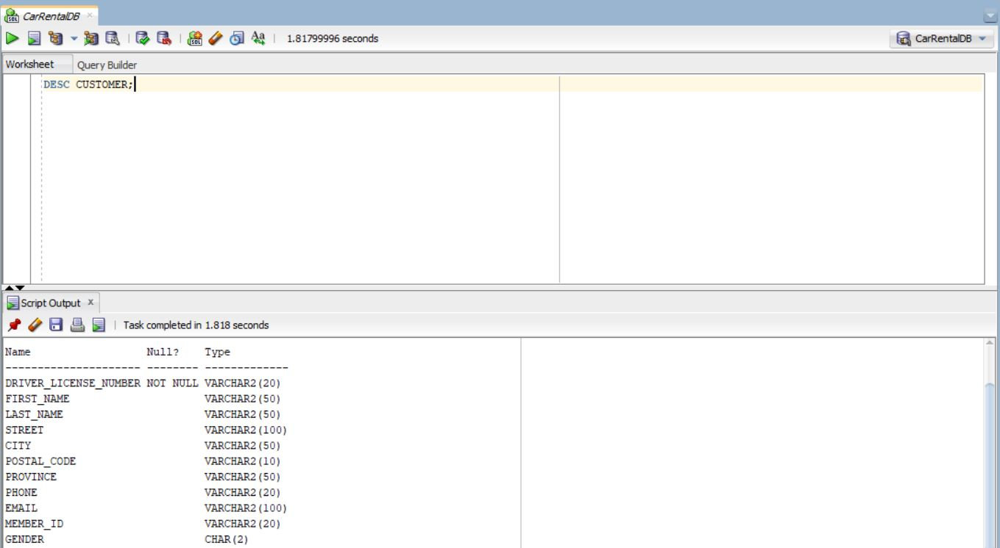 CarRentalDB
1.81799996 seconds
CarRentalDB
Worksheet Query Builder
DESC CUSTOMER;
Script Output x
Task completed in 1.818 seconds
Name Null? Type
--------------------- -------- -------------
DRIVER_LICENSE_NUMBER NOT NULL VARCHAR2(20)
FIRST_NAME VARCHAR2(50)
LAST_NAME VARCHAR2(50)
STREET VARCHAR2(100)
CITY VARCHAR2(50)
POSTAL_CODE VARCHAR2(10)
PROVINCE VARCHAR2(50)
PHONE VARCHAR2(20)
EMAIL VARCHAR2(100)
MEMBER_ID VARCHAR2(20)
GENDER CHAR(2)